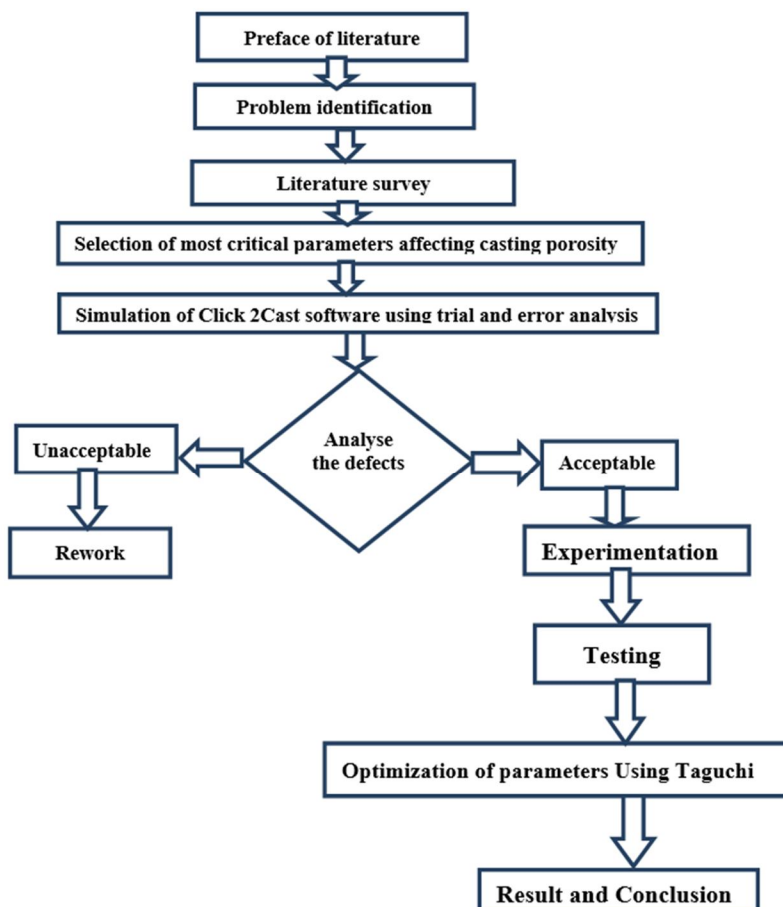 Preface of literature
Problem identification
Literature survey
Selection of most critical parameters affecting casting porosity
Simulation of Click 2Cast software using trial and error analysis
Analyse
the defects
Unacceptable
Rework
Acceptable
Experimentation
Testing
Optimization of parameters Using Taguchi
Result and Conclusion